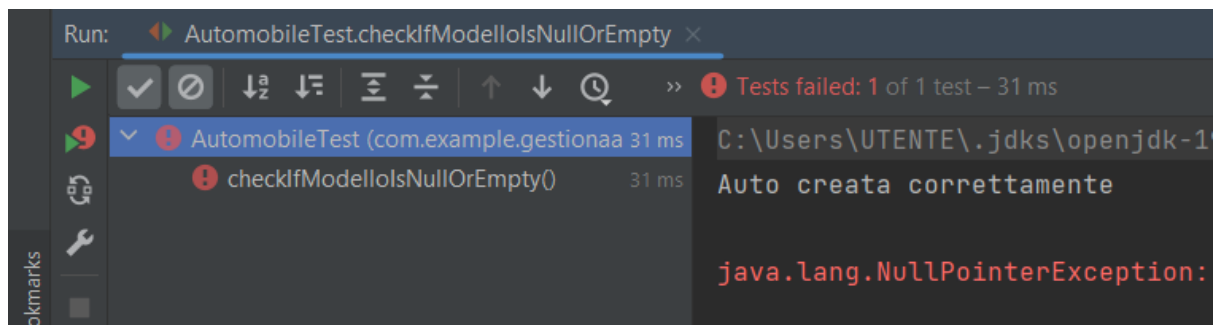 Run: AutomobileTest.checkIfModelloIsNullOrEmpty
Tests failed: 1 of 1 test – 31 ms
AutomobileTest (com.example.gestionaa 31 ms
checkIfModelloIsNullOrEmpty() 31 ms
C:\Users\UTENTE\.jdks\openjdk-19
Auto creata correttamente
java.lang.NullPointerException:
okmarks